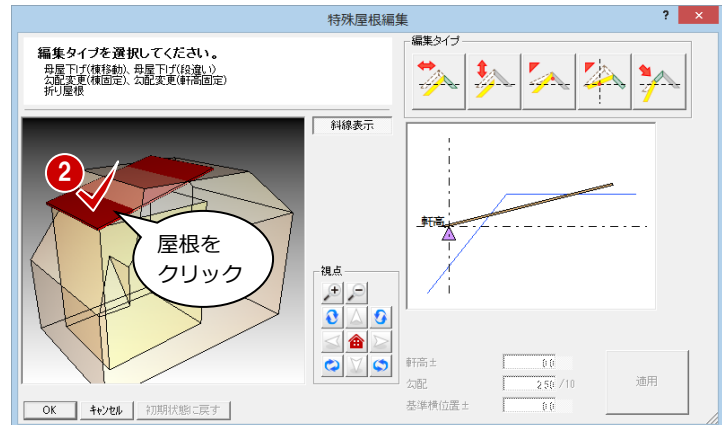 特殊屋根編集
? ×
編集タイプを選択してください。
母屋下げ(棟移動)、母屋下げ(段違い)
勾配変更(棟固定)、勾配変更(軒高固定)
折り屋根
編集タイプ
斜線表示
2
屋根を
クリック
軒高
視点
軒高± 0.0
勾配 2.50 /10
基準横位置± 0.0
適用
OK キャンセル 初期状態に戻す